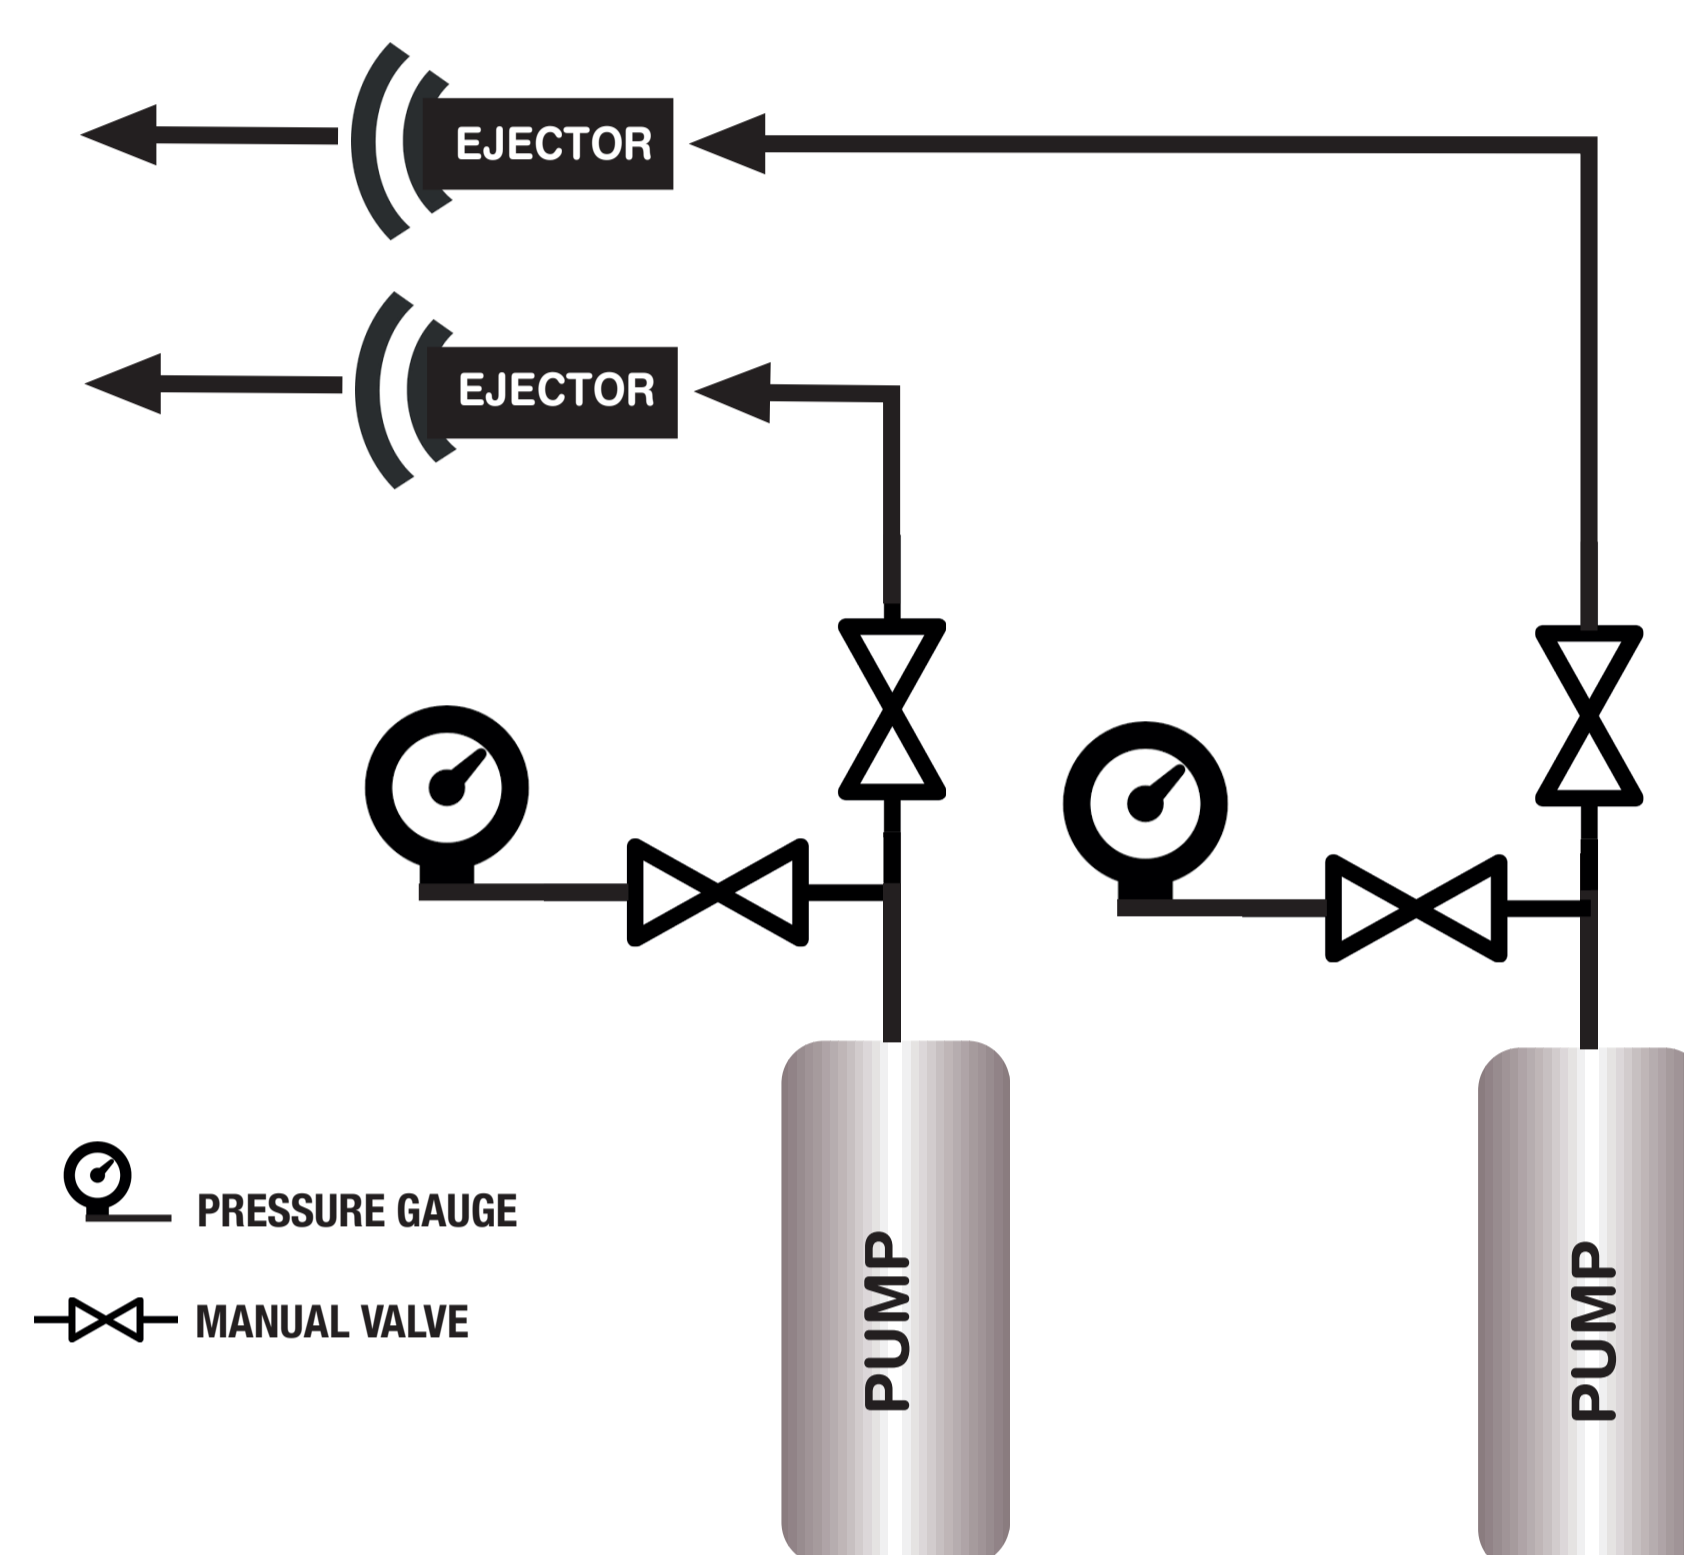 EJECTOR
EJECTOR
PRESSURE GAUGE
MANUAL VALVE
PUMP
PUMP